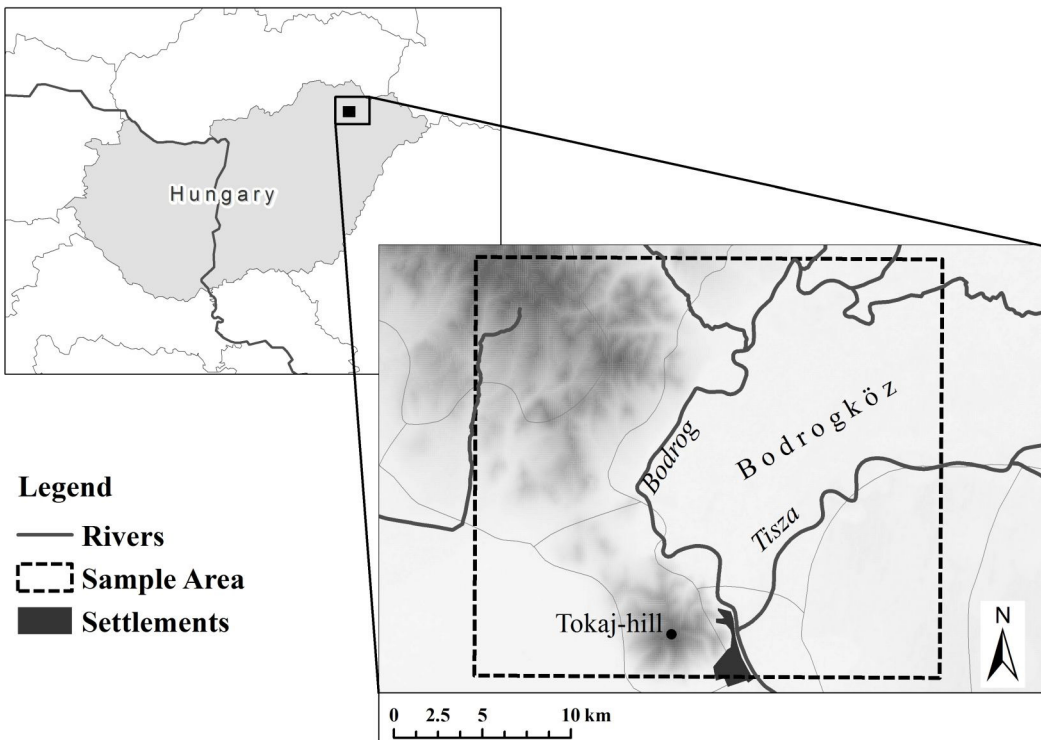 Hungary
Bodrog
Bodrogköz
Tisza
Tokaj-hill
N
Legend
Rivers
Sample Area
Settlements
0 2.5 5 10 km